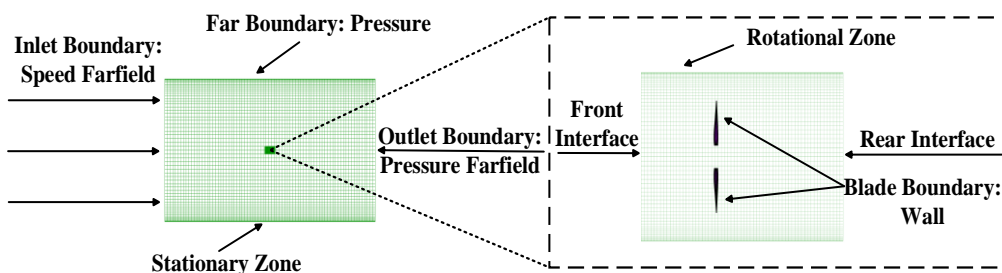 Far Boundary: Pressure
Inlet Boundary:
Speed Farfield
Outlet Boundary:
Pressure Farfield
Stationary Zone
Rotational Zone
Front
Interface
Rear Interface
Blade Boundary:
Wall